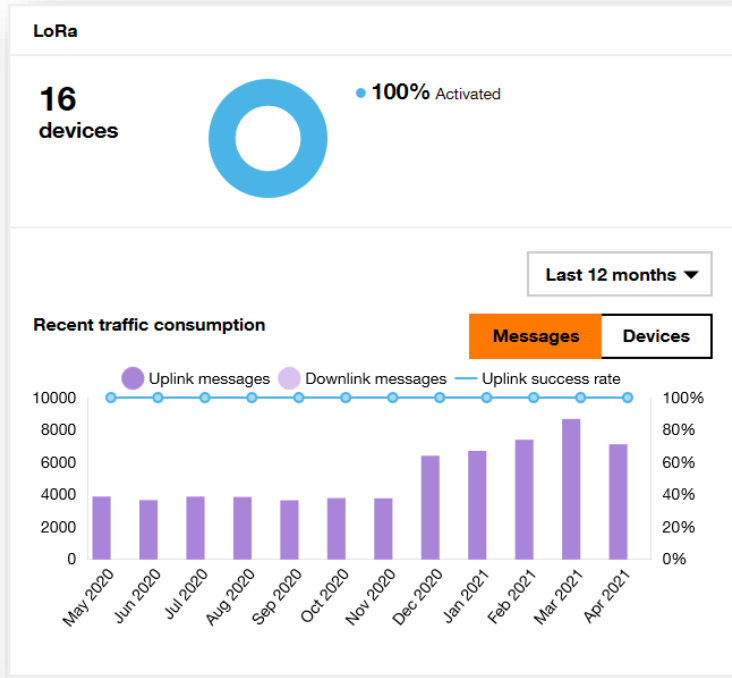 LoRa
16
devices
100% Activated
Last 12 months
Recent traffic consumption
Messages Devices
Uplink messages Downlink messages Uplink success rate
10000 100%
8000 80%
6000 60%
4000 40%
2000 20%
0 0%
May 2020 Jun 2020 Jul 2020 Aug 2020 Sep 2020 Oct 2020 Nov 2020 Dec 2020 Jan 2021 Feb 2021 Mar 2021 Apr 2021